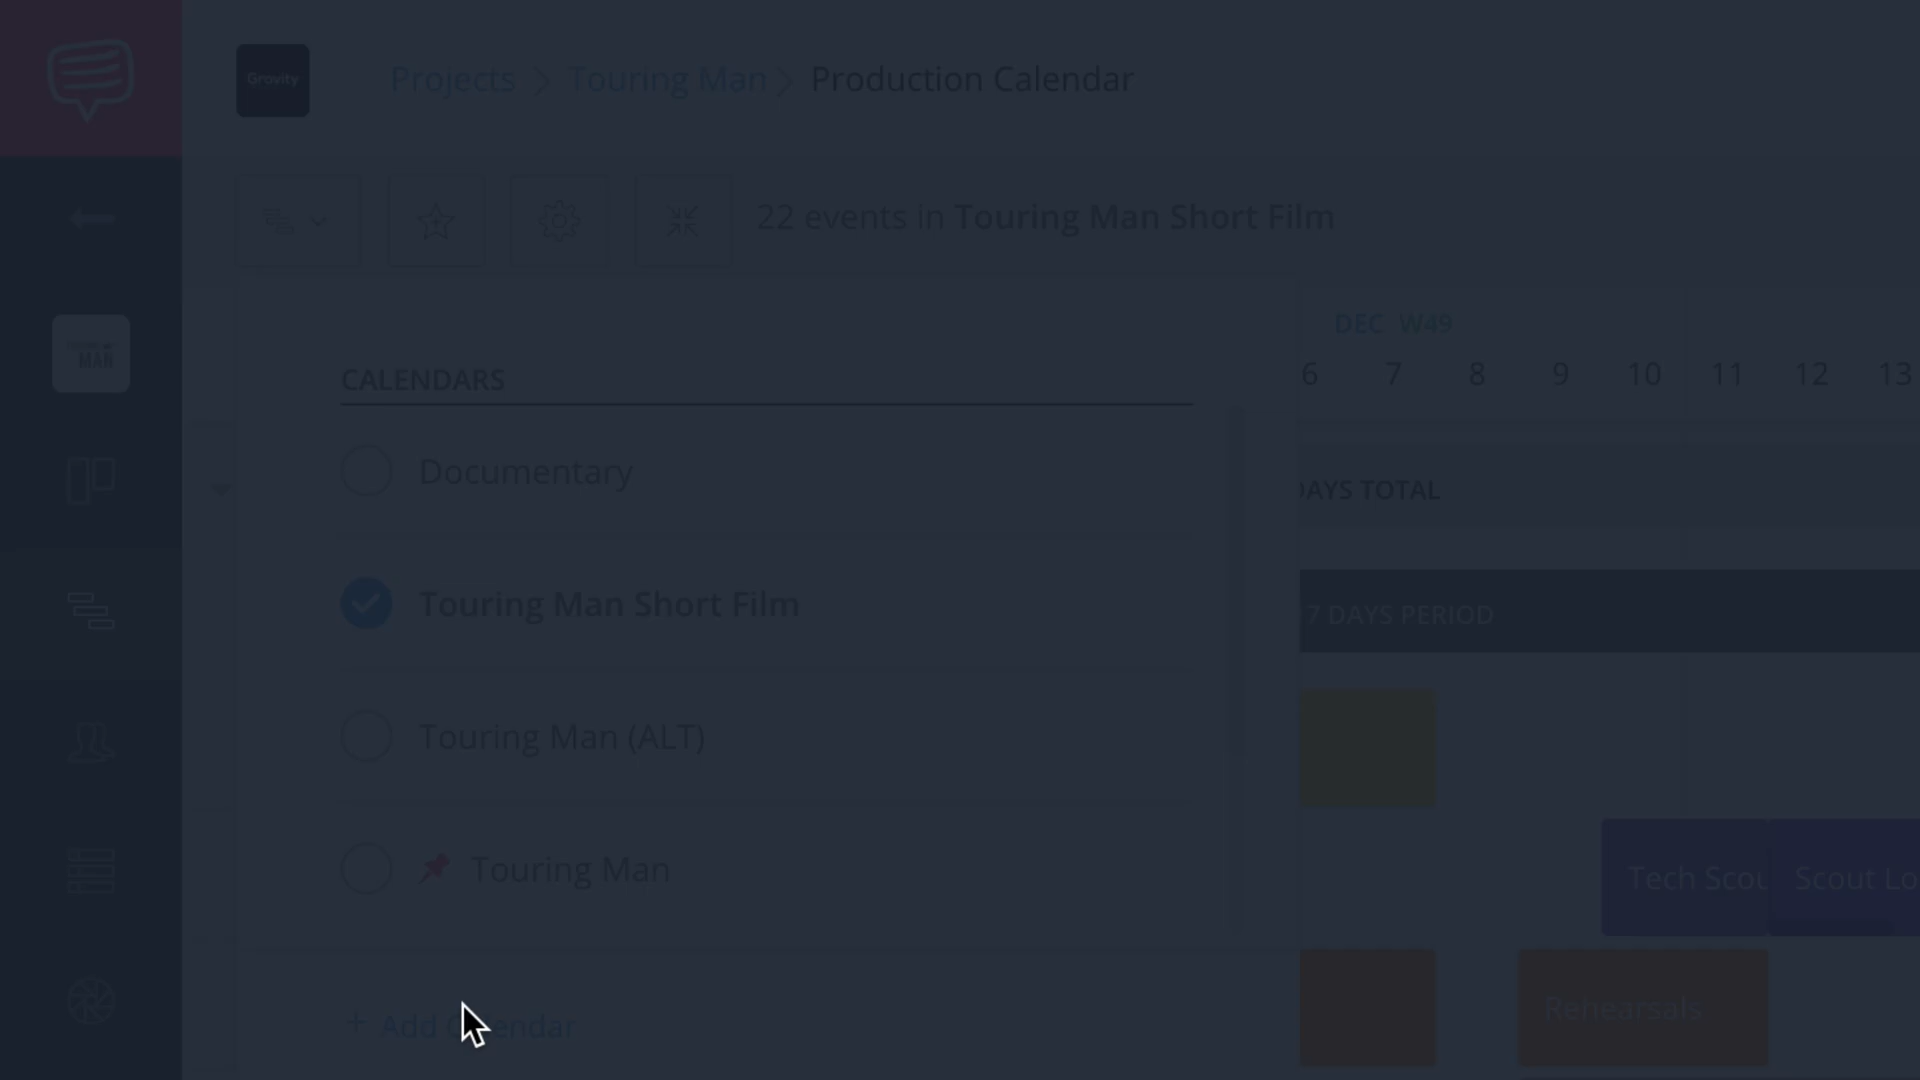 Gravity
Projects > Touring Man > Production Calendar
22 events in Touring Man Short Film
DEC W49
6 7 8 9 10 11 12 13
MAN
CALENDARS
Documentary
DAYS TOTAL
Touring Man Short Film
7 DAYS PERIOD
Touring Man (ALT)
Touring Man
Tech Scou
Scout Lo
Rehearsals
+ Add